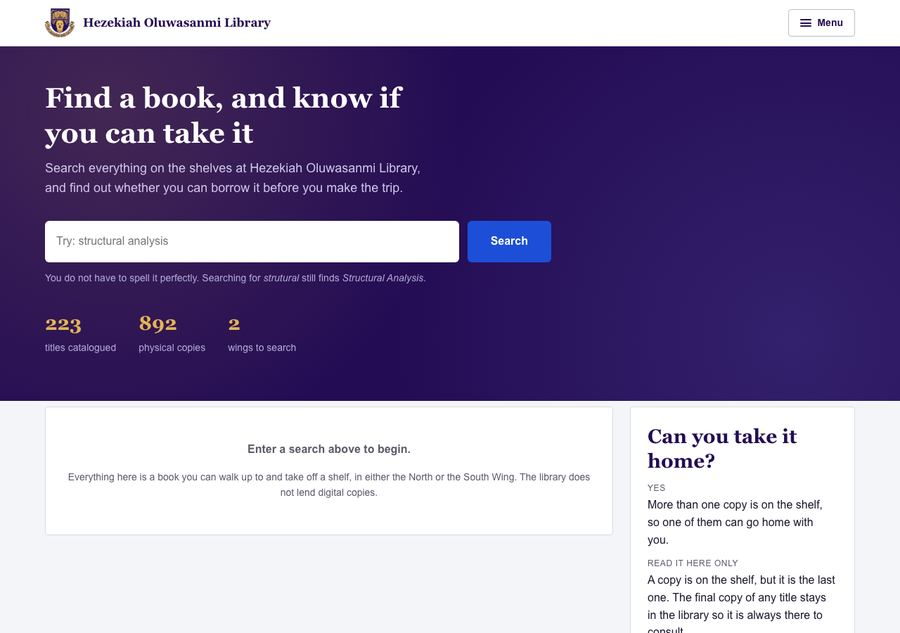 Hezekiah Oluwasanmi Library
Menu
Find a book, and know if
you can take it
Search everything on the shelves at Hezekiah Oluwasanmi Library,
and find out whether you can borrow it before you make the trip.
Try: structural analysis
Search
You do not have to spell it perfectly. Searching for strutural still finds Structural Analysis.
223
titles catalogued
892
physical copies
2
wings to search
Enter a search above to begin.
Everything here is a book you can walk up to and take off a shelf, in either the North or the South Wing. The library does
not lend digital copies.
Can you take it
home?
YES
More than one copy is on the shelf,
so one of them can go home with
you.
READ IT HERE ONLY
A copy is on the shelf, but it is the last
one. The final copy of any title stays
in the library so it is always there to
consult